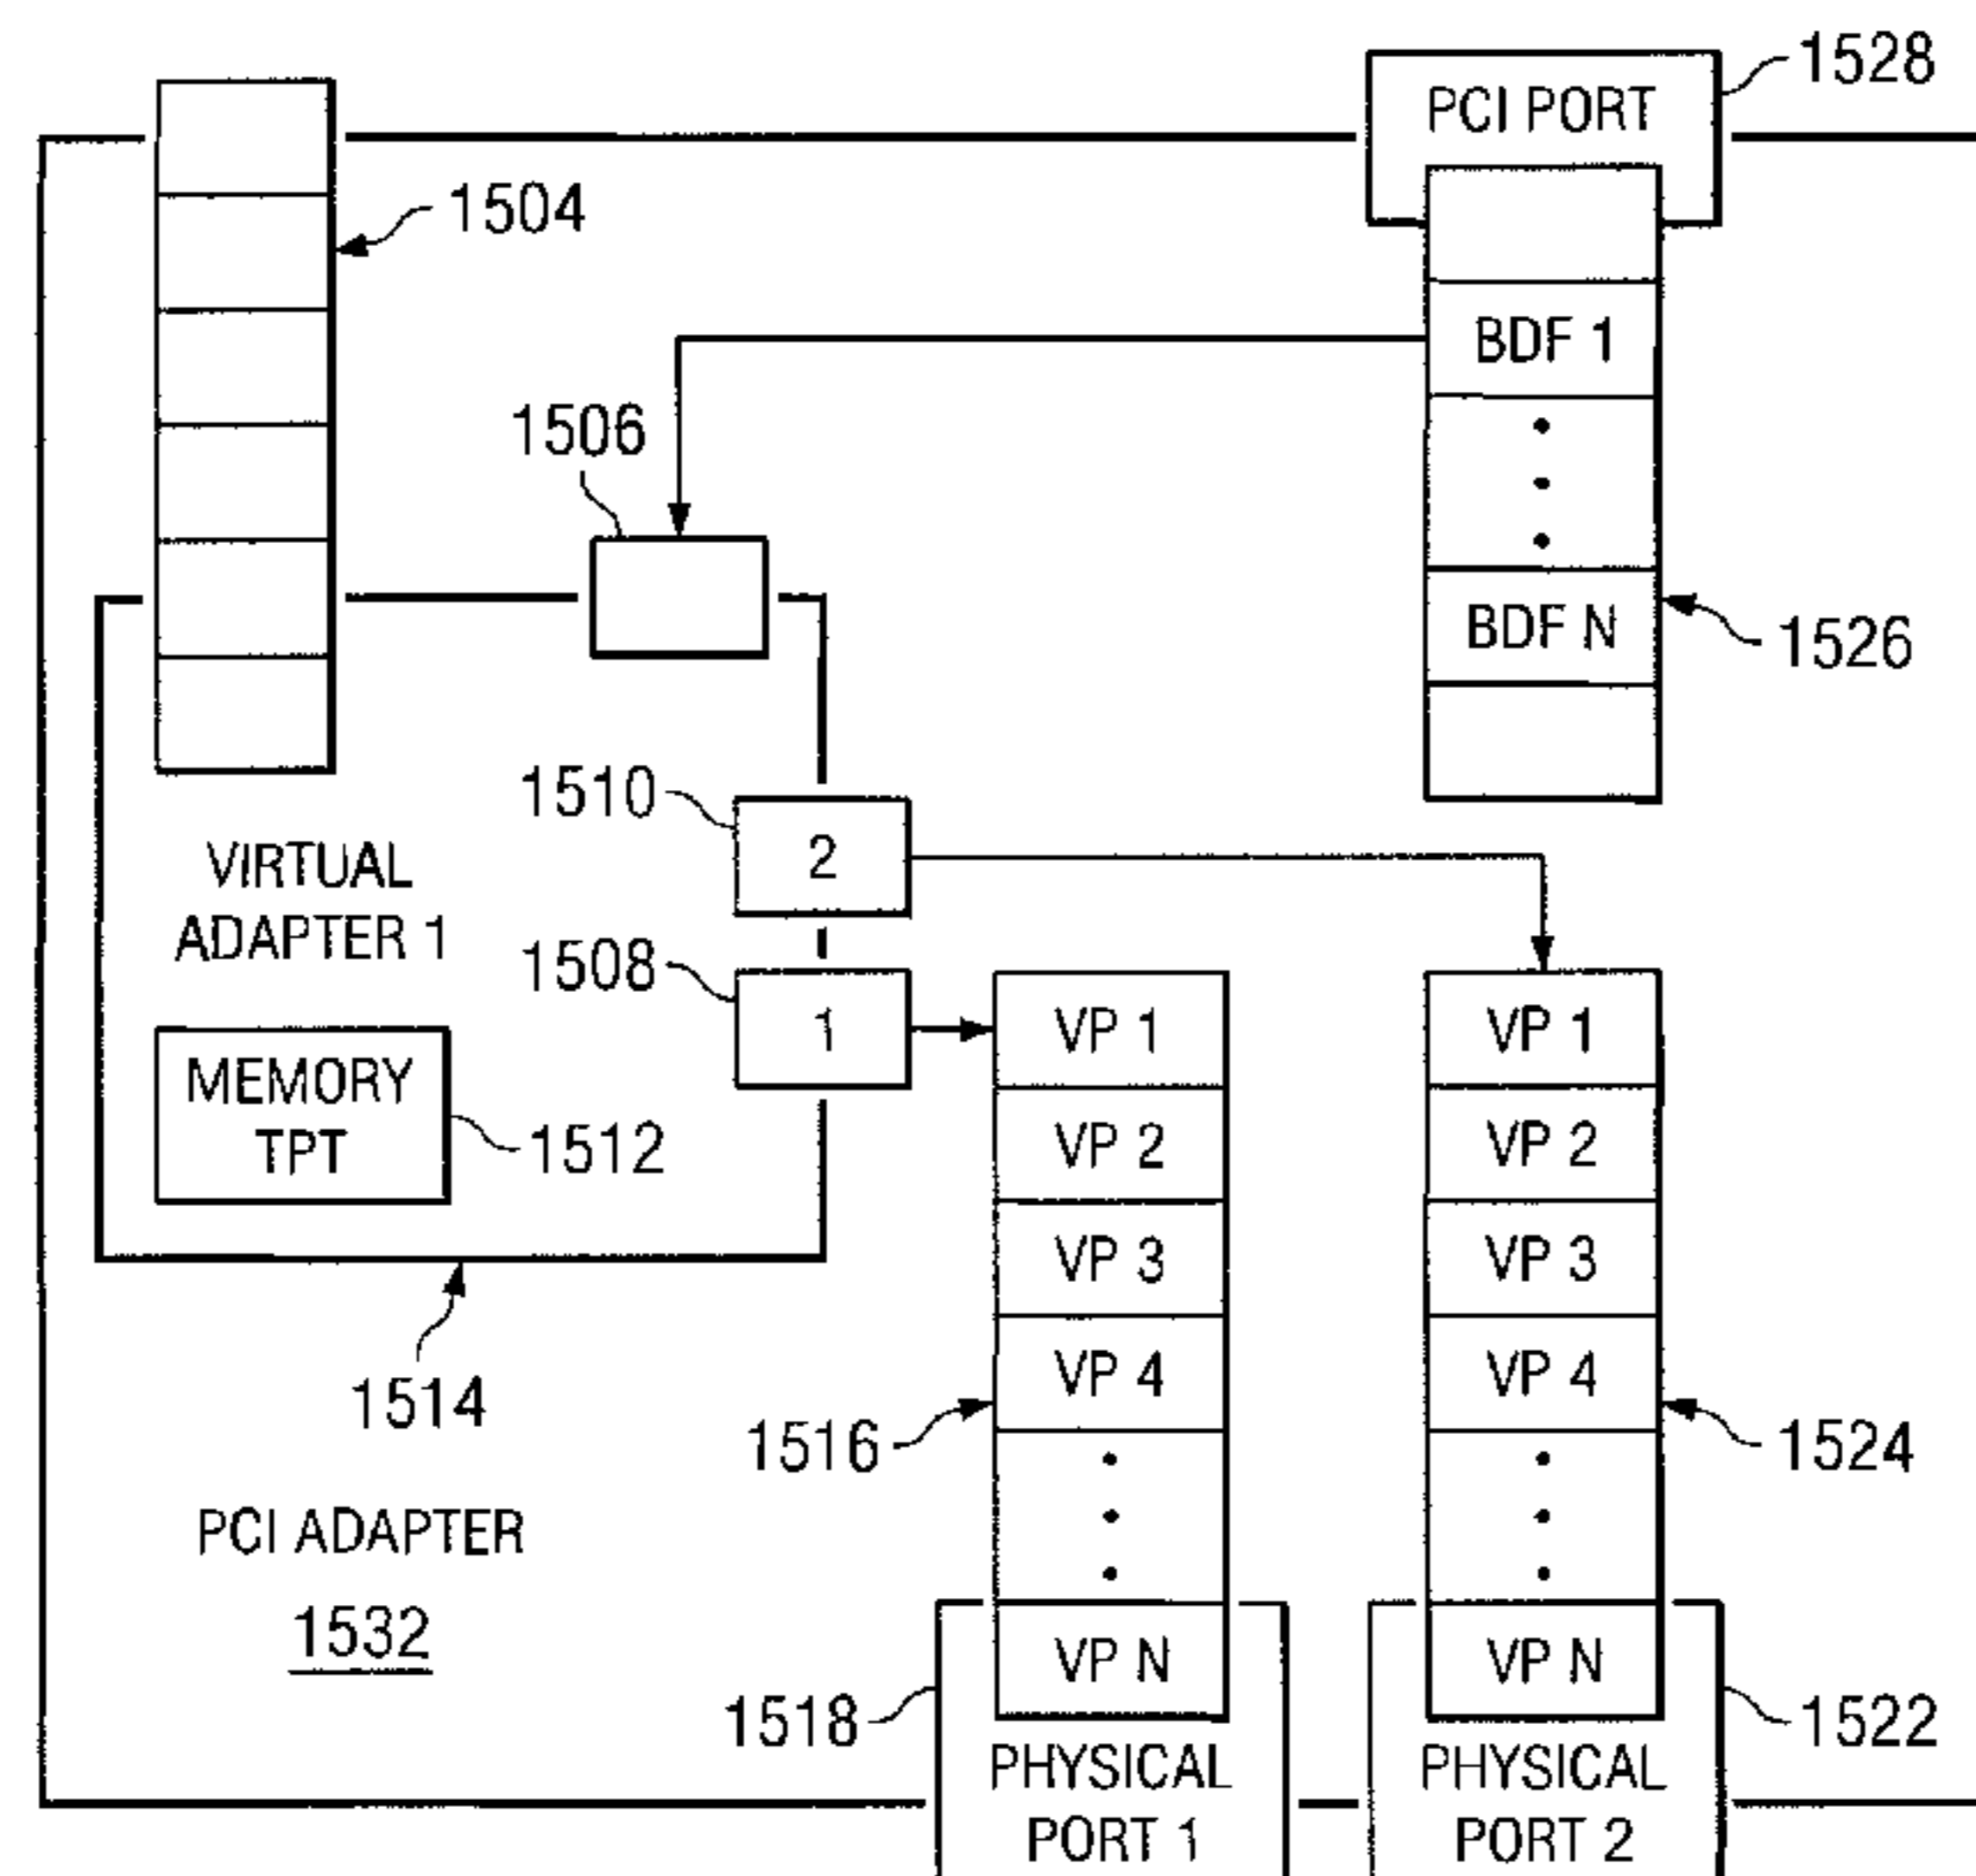 1528
PCI PORT
1504
BDF 1
1506
BDF N
1526
1510
2
VIRTUAL
ADAPTER 1
1508
1
VP 1
VP 1
MEMORY
TPT
1512
VP 2
VP 2
VP 3
VP 3
VP 4
VP 4
1514
1516
1524
PCI ADAPTER
1532
VP N
VP N
1518
1522
PHYSICAL
PORT 1
PHYSICAL
PORT 2